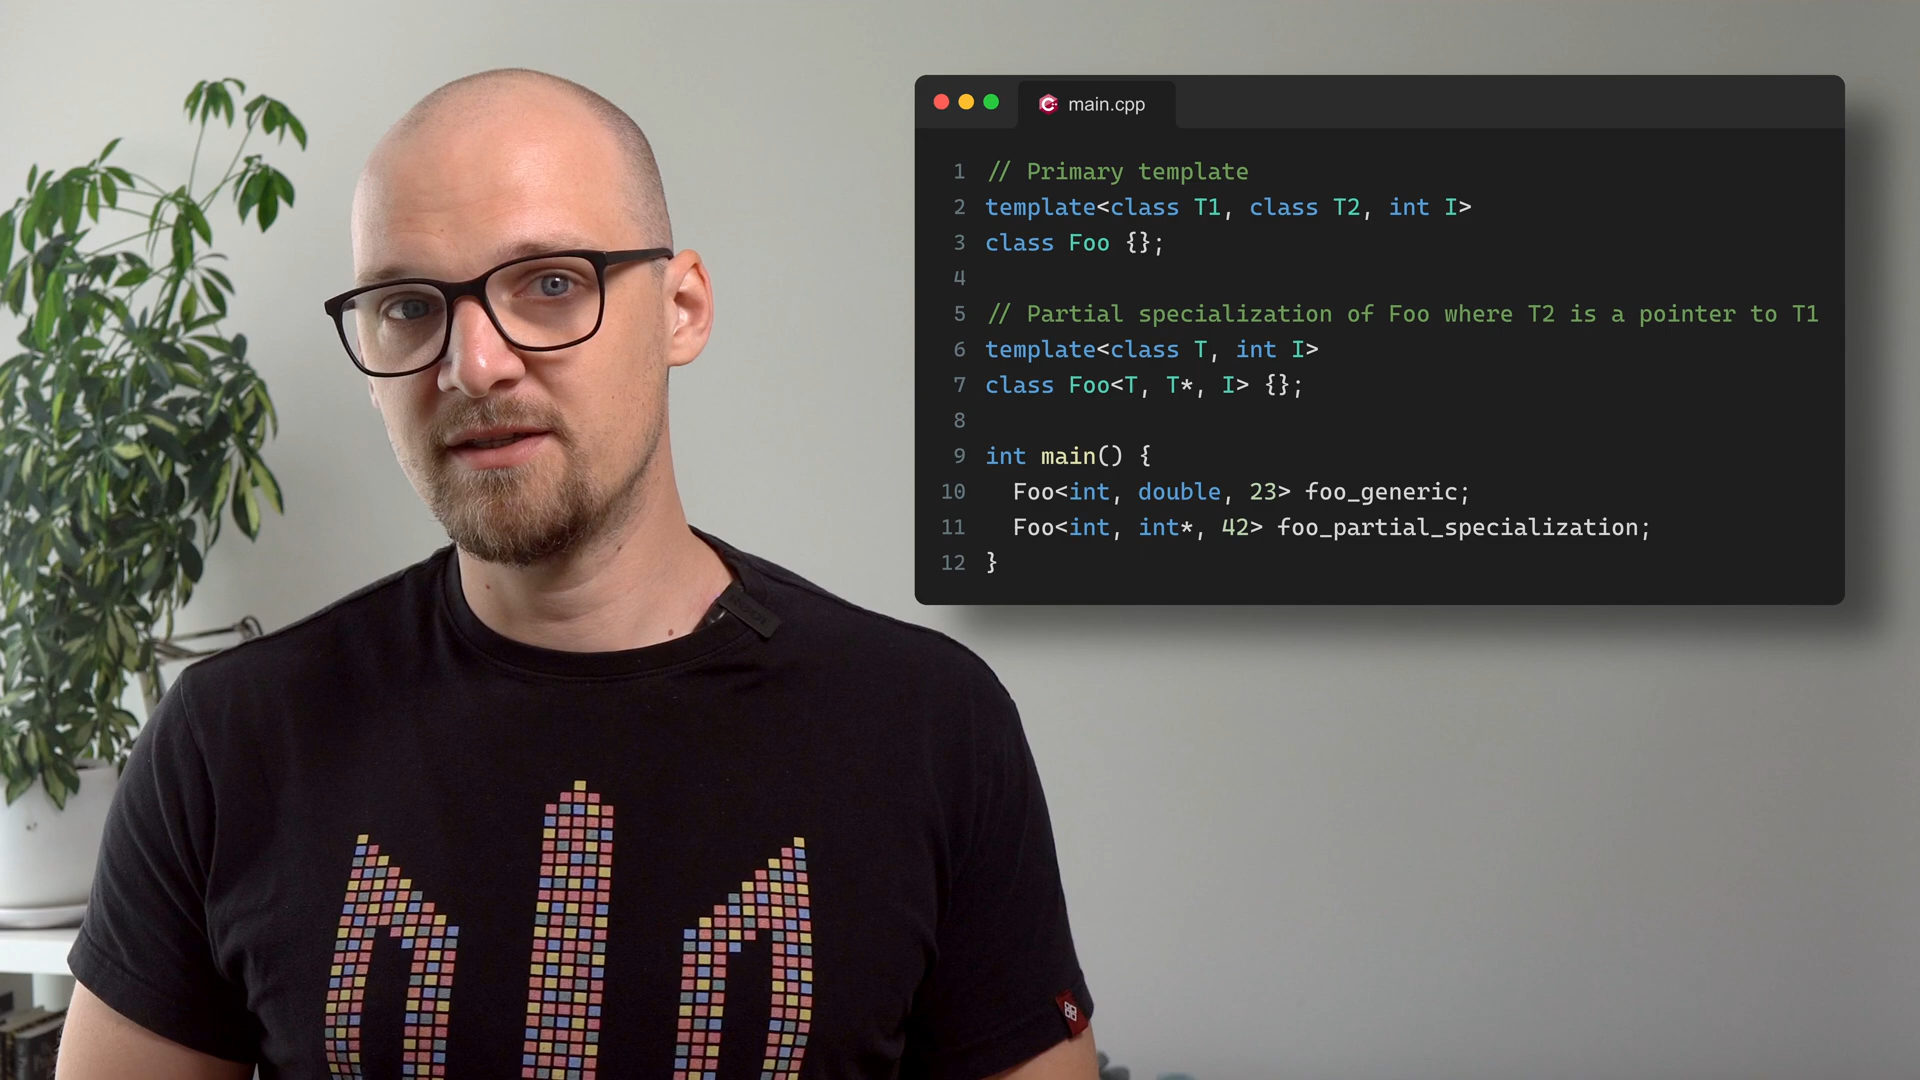 main.cpp
1 // Primary template
2 template<class T1, class T2, int I>
3 class Foo {};
4
5 // Partial specialization of Foo where T2 is a pointer to T1
6 template<class T, int I>
7 class Foo<T, T*, I> {};
8
9 int main() {
10   Foo<int, double, 23> foo_generic;
11   Foo<int, int*, 42> foo_partial_specialization;
12 }